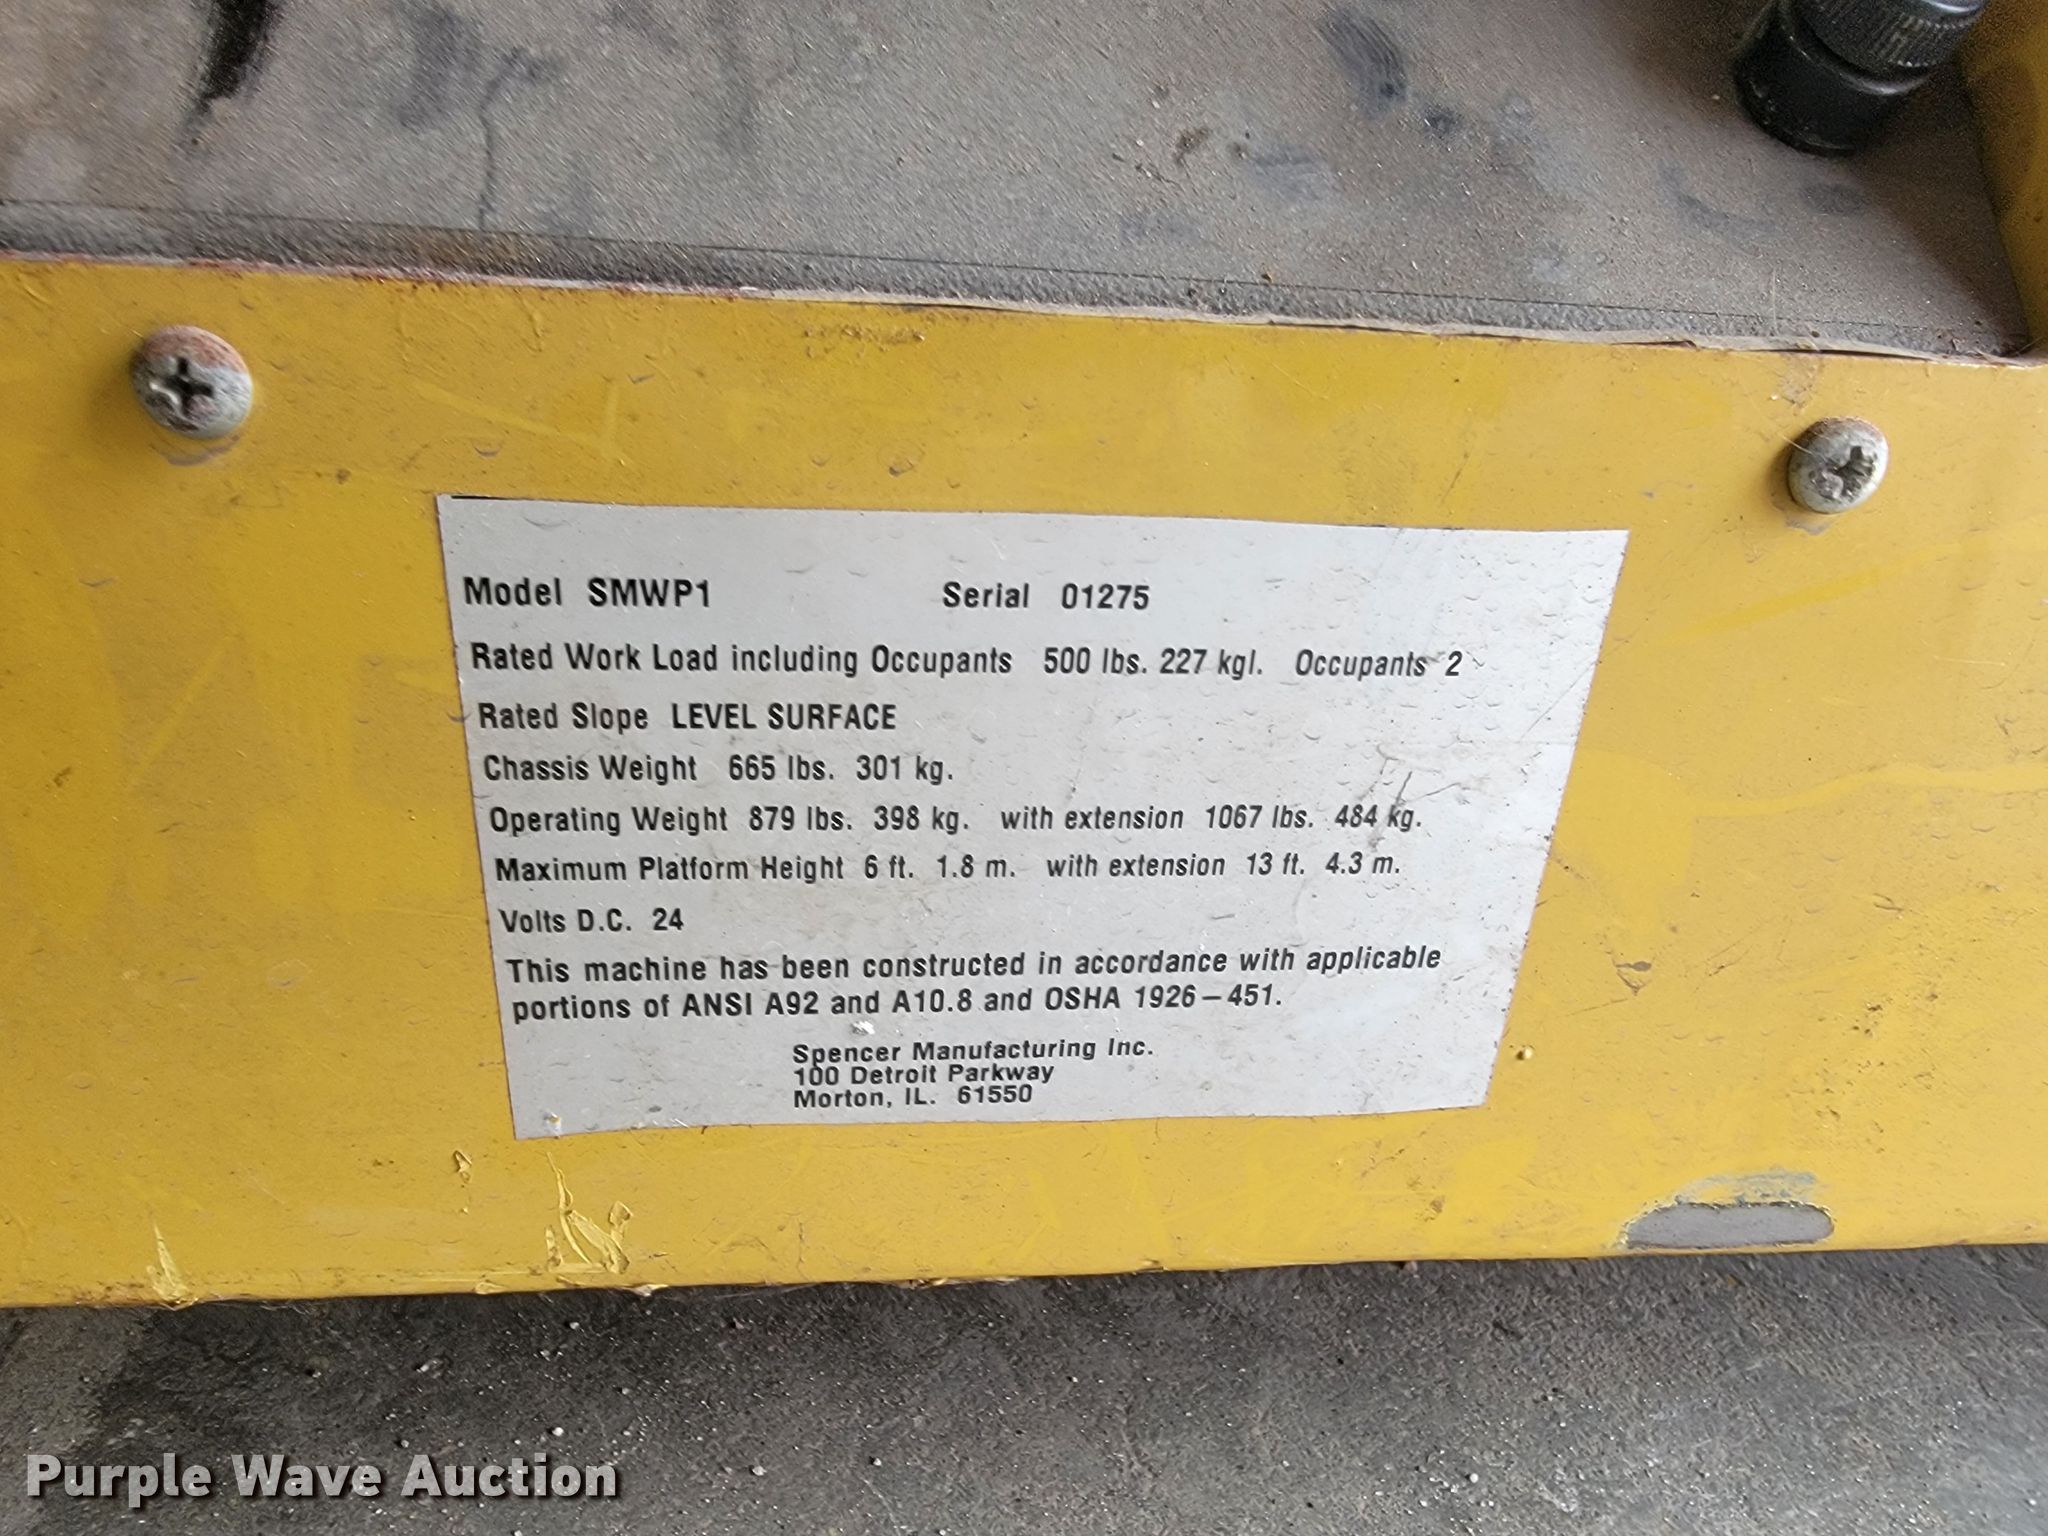 Model SMWP1 Serial 01275
Rated Work Load including Occupants 500 lbs. 227 kgl. Occupants 2
Rated Slope LEVEL SURFACE
Chassis Weight 665 lbs. 301 kg.
Operating Weight 879 lbs. 398 kg. with extension 1067 lbs. 484 kg.
Maximum Platform Height 6 ft. 1.8 m. with extension 13 ft. 4.3 m.
Volts D.C. 24
This machine has been constructed in accordance with applicable
portions of ANSI A92 and A10.8 and OSHA 1926–451.
Spencer Manufacturing Inc.
100 Detroit Parkway
Morton, IL. 61550
Purple Wave Auction